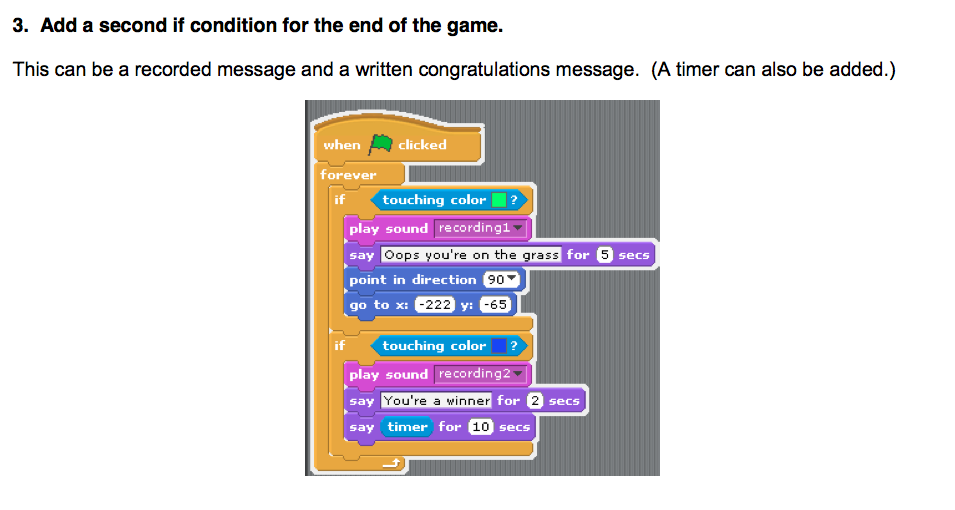 3. Add a second if condition for the end of the game.
This can be a recorded message and a written congratulations message. (A timer can also be added.)
when clicked
forever
if touching color ?
play sound recording1
say Oops you're on the grass for 5 secs
point in direction 90
go to x: -222 y: -65
if touching color ?
play sound recording2
say You're a winner for 2 secs
say timer for 10 secs